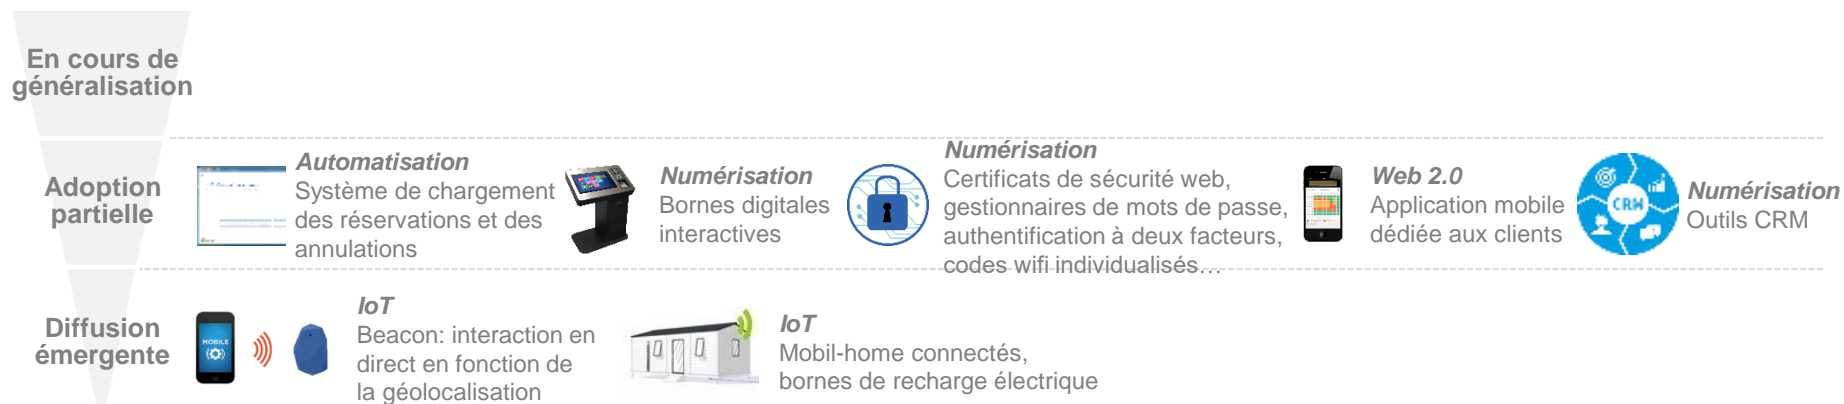 En cours de
généralisation
Adoption
partielle
Automatisation
Système de chargement
des réservations et des
annulations
Numérisation
Bornes digitales
interactives
Numérisation
Certificats de sécurité web,
gestionnaires de mots de passe,
authentification à deux facteurs,
codes wifi individualisés…
Web 2.0
Application mobile
dédiée aux clients
CRM
Numérisation
Outils CRM
Diffusion
émergente
MOBILE
IoT
Beacon: interaction en
direct en fonction de
la géolocalisation
IoT
Mobil-home connectés,
bornes de recharge électrique